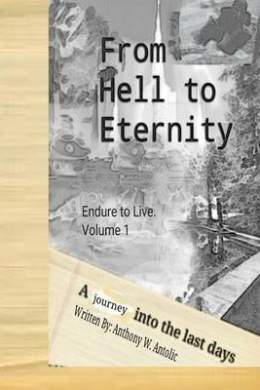 From
Hell to
Eternity
Endure to Live.
Volume 1
A journey into the last days
Written By: Anthony W. Antolic